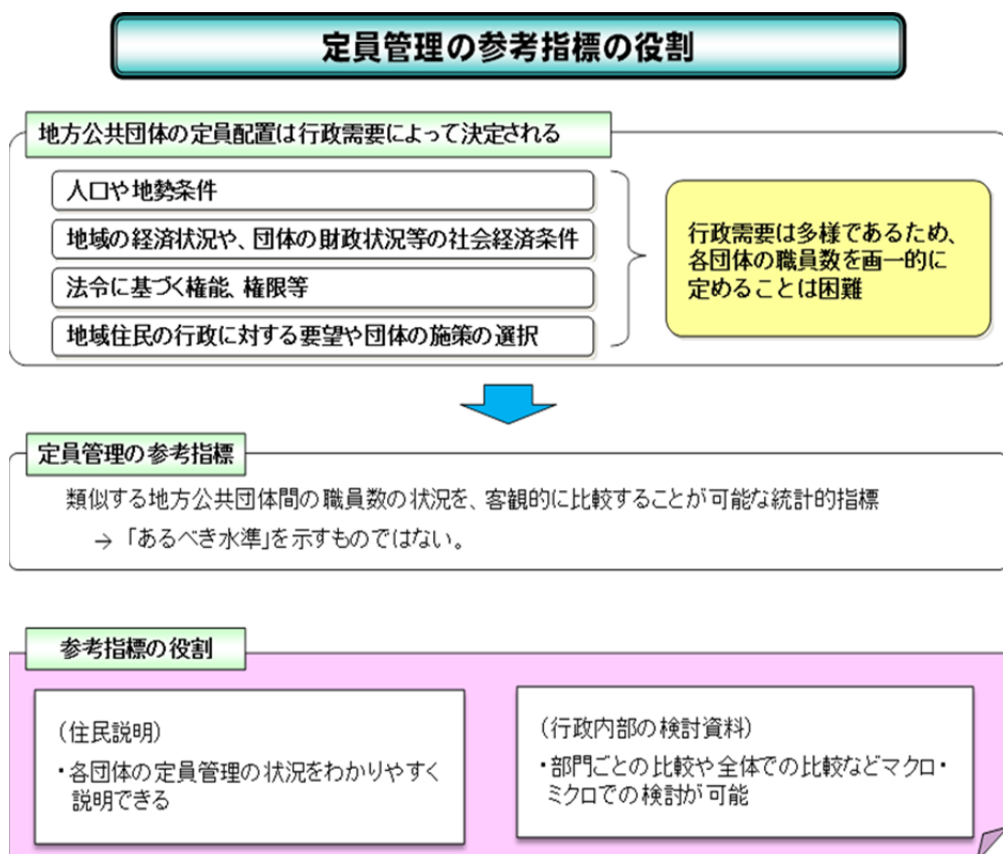 定員管理の参考指標の役割
地方公共団体の定員配置は行政需要によって決定される
人口や地勢条件
地域の経済状況や、団体の財政状況等の社会経済条件
法令に基づく権能、権限等
地域住民の行政に対する要望や団体の施策の選択
行政需要は多様であるため、
各団体の職員数を画一的に
定めることは困難
定員管理の参考指標
類似する地方公共団体間の職員数の状況を、客観的に比較することが可能な統計的指標
→ 「あるべき水準」を示すものではない。
参考指標の役割
(住民説明)
・各団体の定員管理の状況をわかりやすく
説明できる
(行政内部の検討資料)
・部門ごとの比較や全体での比較などマクロ・
ミクロでの検討が可能